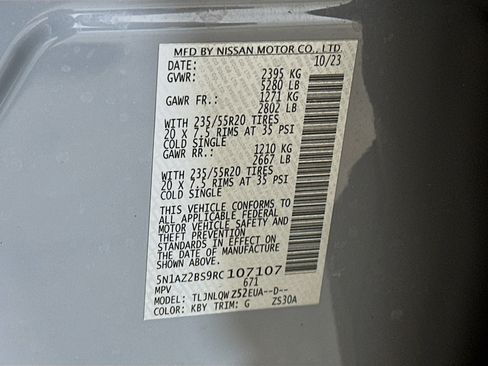 MFD BY NISSAN MOTOR CO., LTD.
DATE: 10/23
GVWR: 2395 KG
5280 LB
GAWR FR.: 1271 KG
2802 LB
WITH 235/55R20 TIRES
20 X 7.5 RIMS AT 35 PSI
COLD SINGLE
GAWR RR.: 1210 KG
2667 LB
WITH 235/55R20 TIRES
20 X 7.5 RIMS AT 35 PSI
COLD SINGLE
THIS VEHICLE CONFORMS TO
ALL APPLICABLE FEDERAL
MOTOR VEHICLE SAFETY AND
THEFT PREVENTION
STANDARDS IN EFFECT ON
THE DATE OF MANUFACTURE
SHOWN ABOVE.
5N1AZ2BS9RC 107107
MPV 671
MODEL: TLJNLQW Z52EUA--D--
COLOR: KBY TRIM: G ZS30A